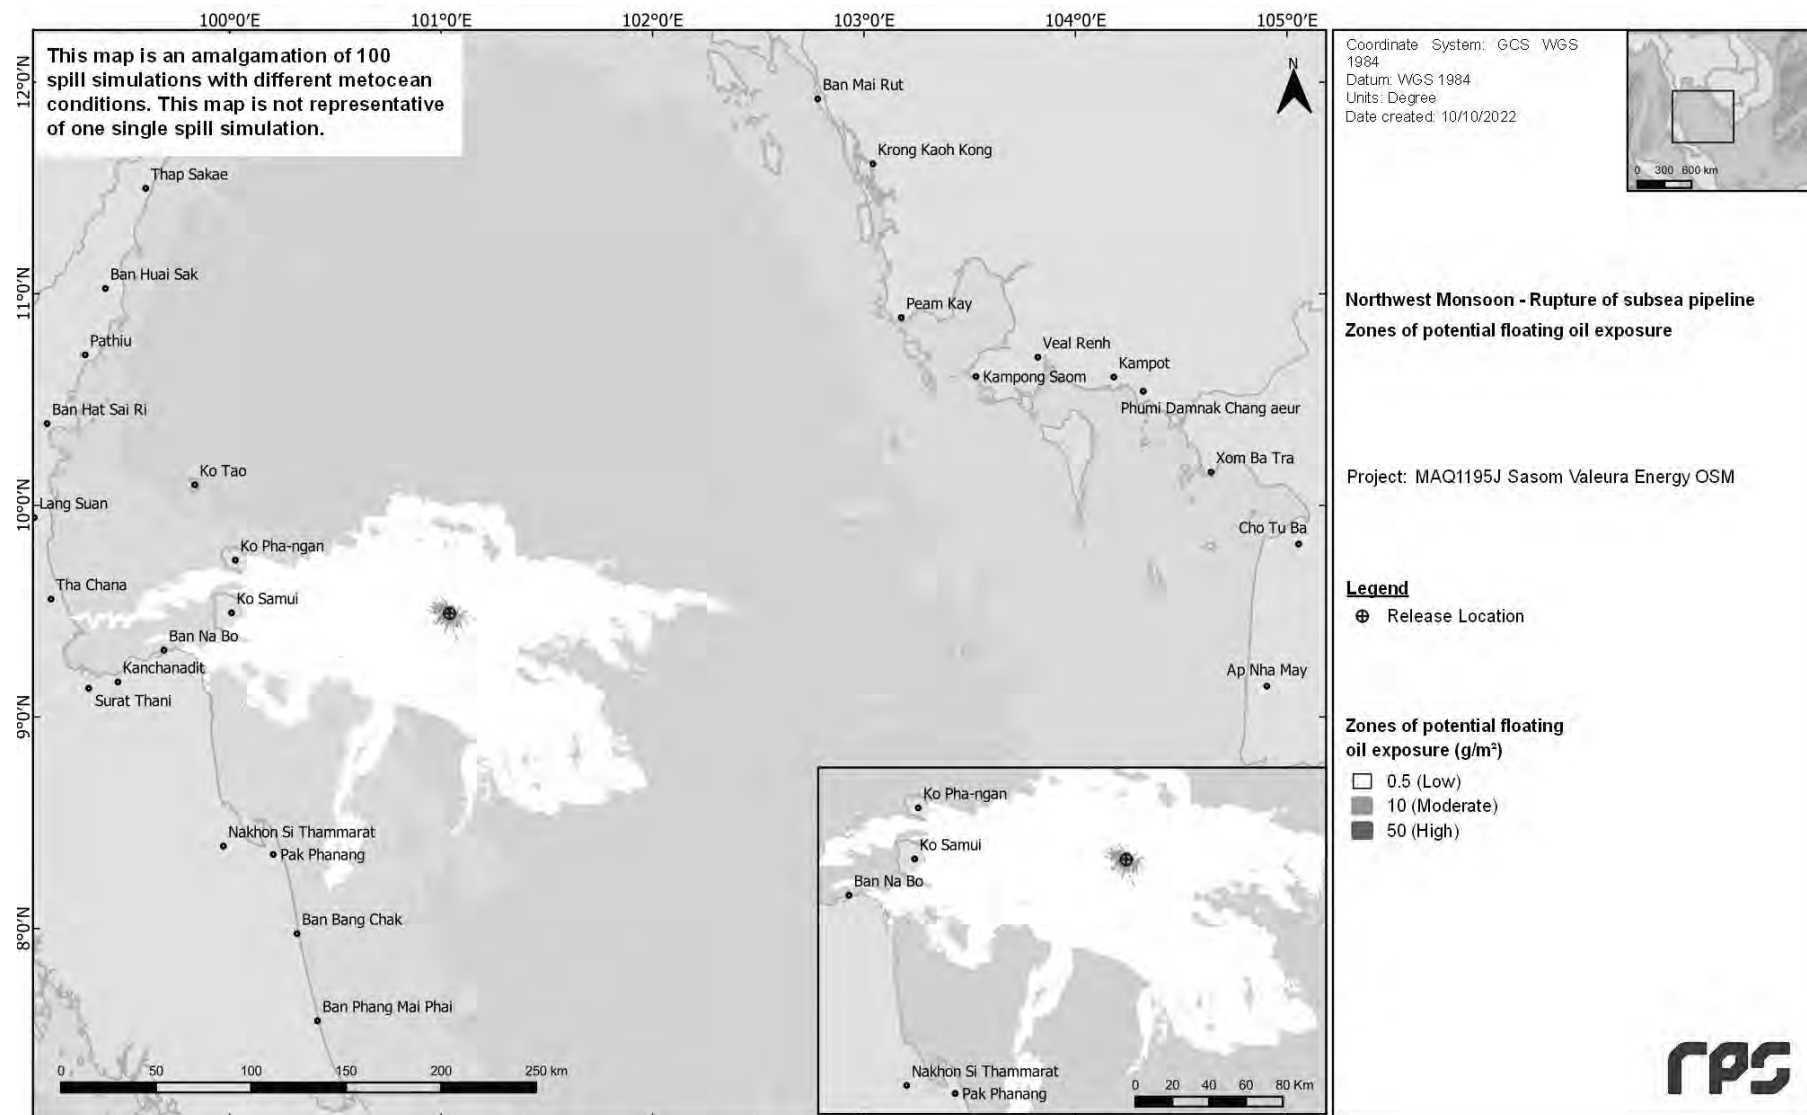 100°0'E 101°0'E 102°0'E 103°0'E 104°0'E 105°0'E
12°0'N
11°0'N
10°0'N
9°0'N
8°0'N
This map is an amalgamation of 100
spill simulations with different metocean
conditions. This map is not representative
of one single spill simulation.
N
Ban Mai Rut
Krong Kaoh Kong
Thap Sakae
Ban Huai Sak
Peam Kay
Pathiu
Veal Renh
Kampot
Kampong Saom
Ban Hat Sai Ri
Phumi Damnak Chang aeur
Xom Ba Tra
Ko Tao
Lang Suan
Cho Tu Ba
Ko Pha-ngan
Tha Chana
Ko Samui
Ban Na Bo
Kanchanadit
Surat Thani
Ap Nha May
Nakhon Si Thammarat
Pak Phanang
Ban Bang Chak
Ban Phang Mai Phai
0 50 100 150 200 250 km
Ko Pha-ngan
Ko Samui
Ban Na Bo
Nakhon Si Thammarat
Pak Phanang
0 20 40 60 80 Km
Coordinate System: GCS WGS
1984
Datum: WGS 1984
Units: Degree
Date created: 10/10/2022
0 300 600 km
Northwest Monsoon - Rupture of subsea pipeline
Zones of potential floating oil exposure
Project: MAQ1195J Sasom Valeura Energy OSM
Legend
Release Location
Zones of potential floating
oil exposure (g/m²)
0.5 (Low)
10 (Moderate)
50 (High)
rps